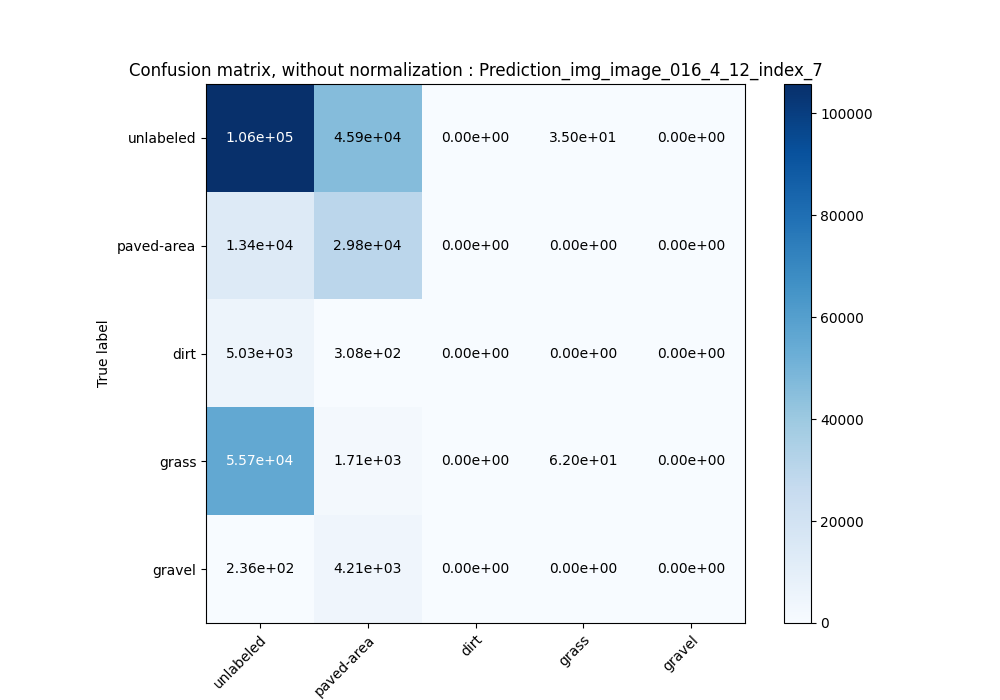 Confusion matrix, without normalization : Prediction_img_image_016_4_12_index_7
unlabeled 1.06e+05 4.59e+04 0.00e+00 3.50e+01 0.00e+00
paved-area 1.34e+04 2.98e+04 0.00e+00 0.00e+00 0.00e+00
dirt 5.03e+03 3.08e+02 0.00e+00 0.00e+00 0.00e+00
grass 5.57e+04 1.71e+03 0.00e+00 6.20e+01 0.00e+00
gravel 2.36e+02 4.21e+03 0.00e+00 0.00e+00 0.00e+00
True label
unlabeled paved-area dirt grass gravel
100000
80000
60000
40000
20000
0